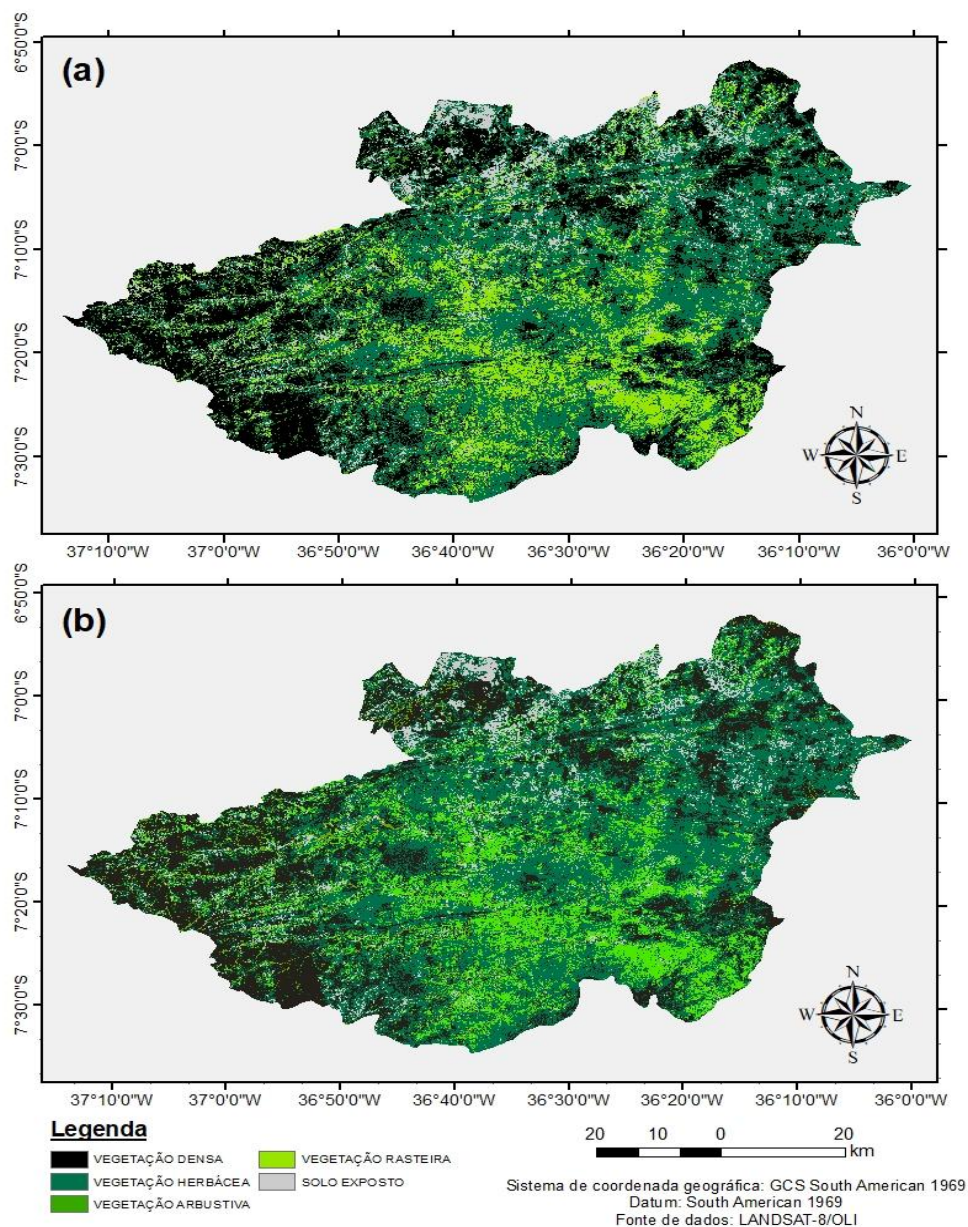 (a)
6°50'0"S
7°0'0"S
7°10'0"S
7°20'0"S
7°30'0"S
N
W E
S
37°10'0"W 37°0'0"W 36°50'0"W 36°40'0"W 36°30'0"W 36°20'0"W 36°10'0"W 36°0'0"W
(b)
6°50'0"S
7°0'0"S
7°10'0"S
7°20'0"S
7°30'0"S
N
W E
S
37°10'0"W 37°0'0"W 36°50'0"W 36°40'0"W 36°30'0"W 36°20'0"W 36°10'0"W 36°0'0"W
Legenda
VEGETAÇÃO DENSA
VEGETAÇÃO HERBÁCEA
VEGETAÇÃO ARBUSTIVA
VEGETAÇÃO RASTEIRA
SOLO EXPOSTO
20 10 0 20
km
Sistema de coordenada geográfica: GCS South American 1969
Datum: South American 1969
Fonte de dados: LANDSAT-8/OLI